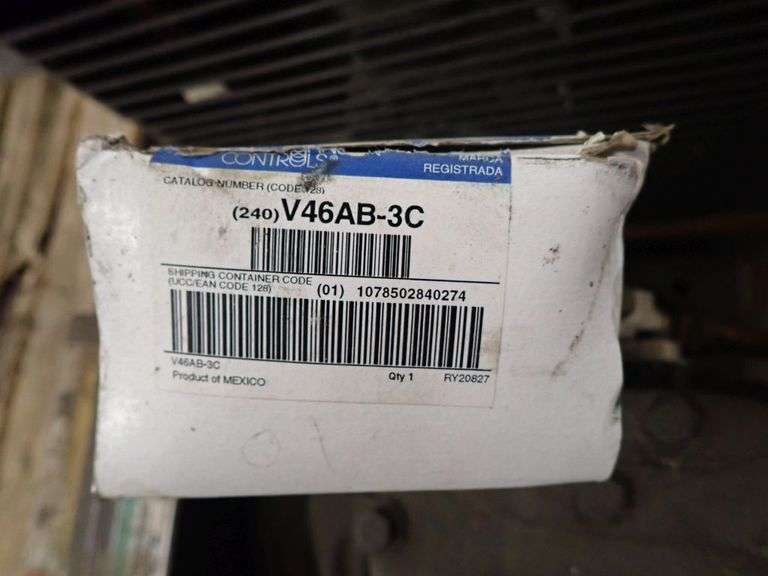 CONTROLS®
MARCA
REGISTRADA
CATALOG NUMBER (CODE 128)
(240) V46AB-3C
SHIPPING CONTAINER CODE
(UCC/EAN CODE 128)
(01) 1078502840274
V46AB-3C
Product of MEXICO
Qty 1
RY20827